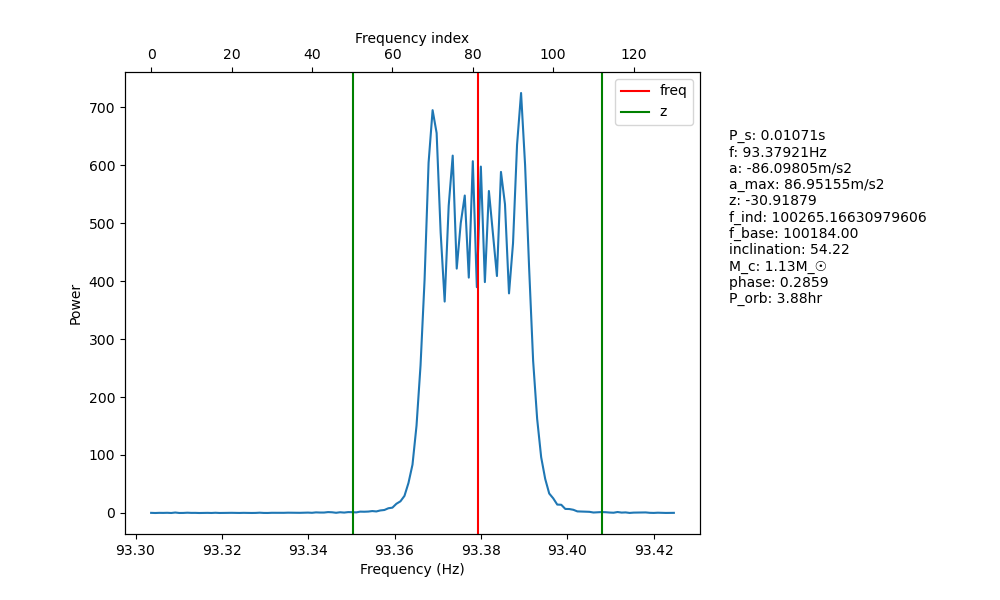 Frequency index
0 20 40 60 80 100 120
freq
z
700
600
500
400
300
200
100
0
Power
93.30 93.32 93.34 93.36 93.38 93.40 93.42
Frequency (Hz)
P_s: 0.01071s
f: 93.37921Hz
a: -86.09805m/s2
a_max: 86.95155m/s2
z: -30.91879
f_ind: 100265.16630979606
f_base: 100184.00
inclination: 54.22
M_c: 1.13M_☉
phase: 0.2859
P_orb: 3.88hr